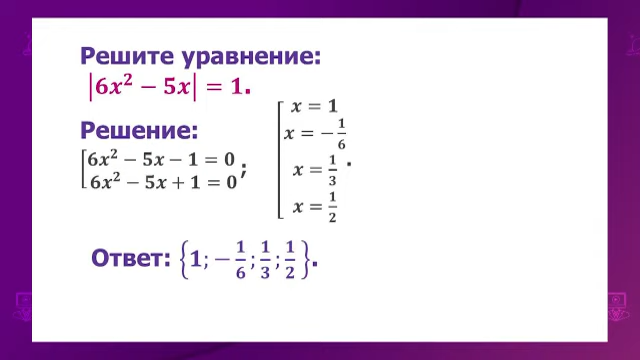 Решите уравнение:
|6x² − 5x| = 1.
Решение:
[6x² − 5x − 1 = 0
6x² − 5x + 1 = 0;
[x = 1
x = −1/6
x = 1/3
x = 1/2.
Ответ: {1; −1/6; 1/3; 1/2}.